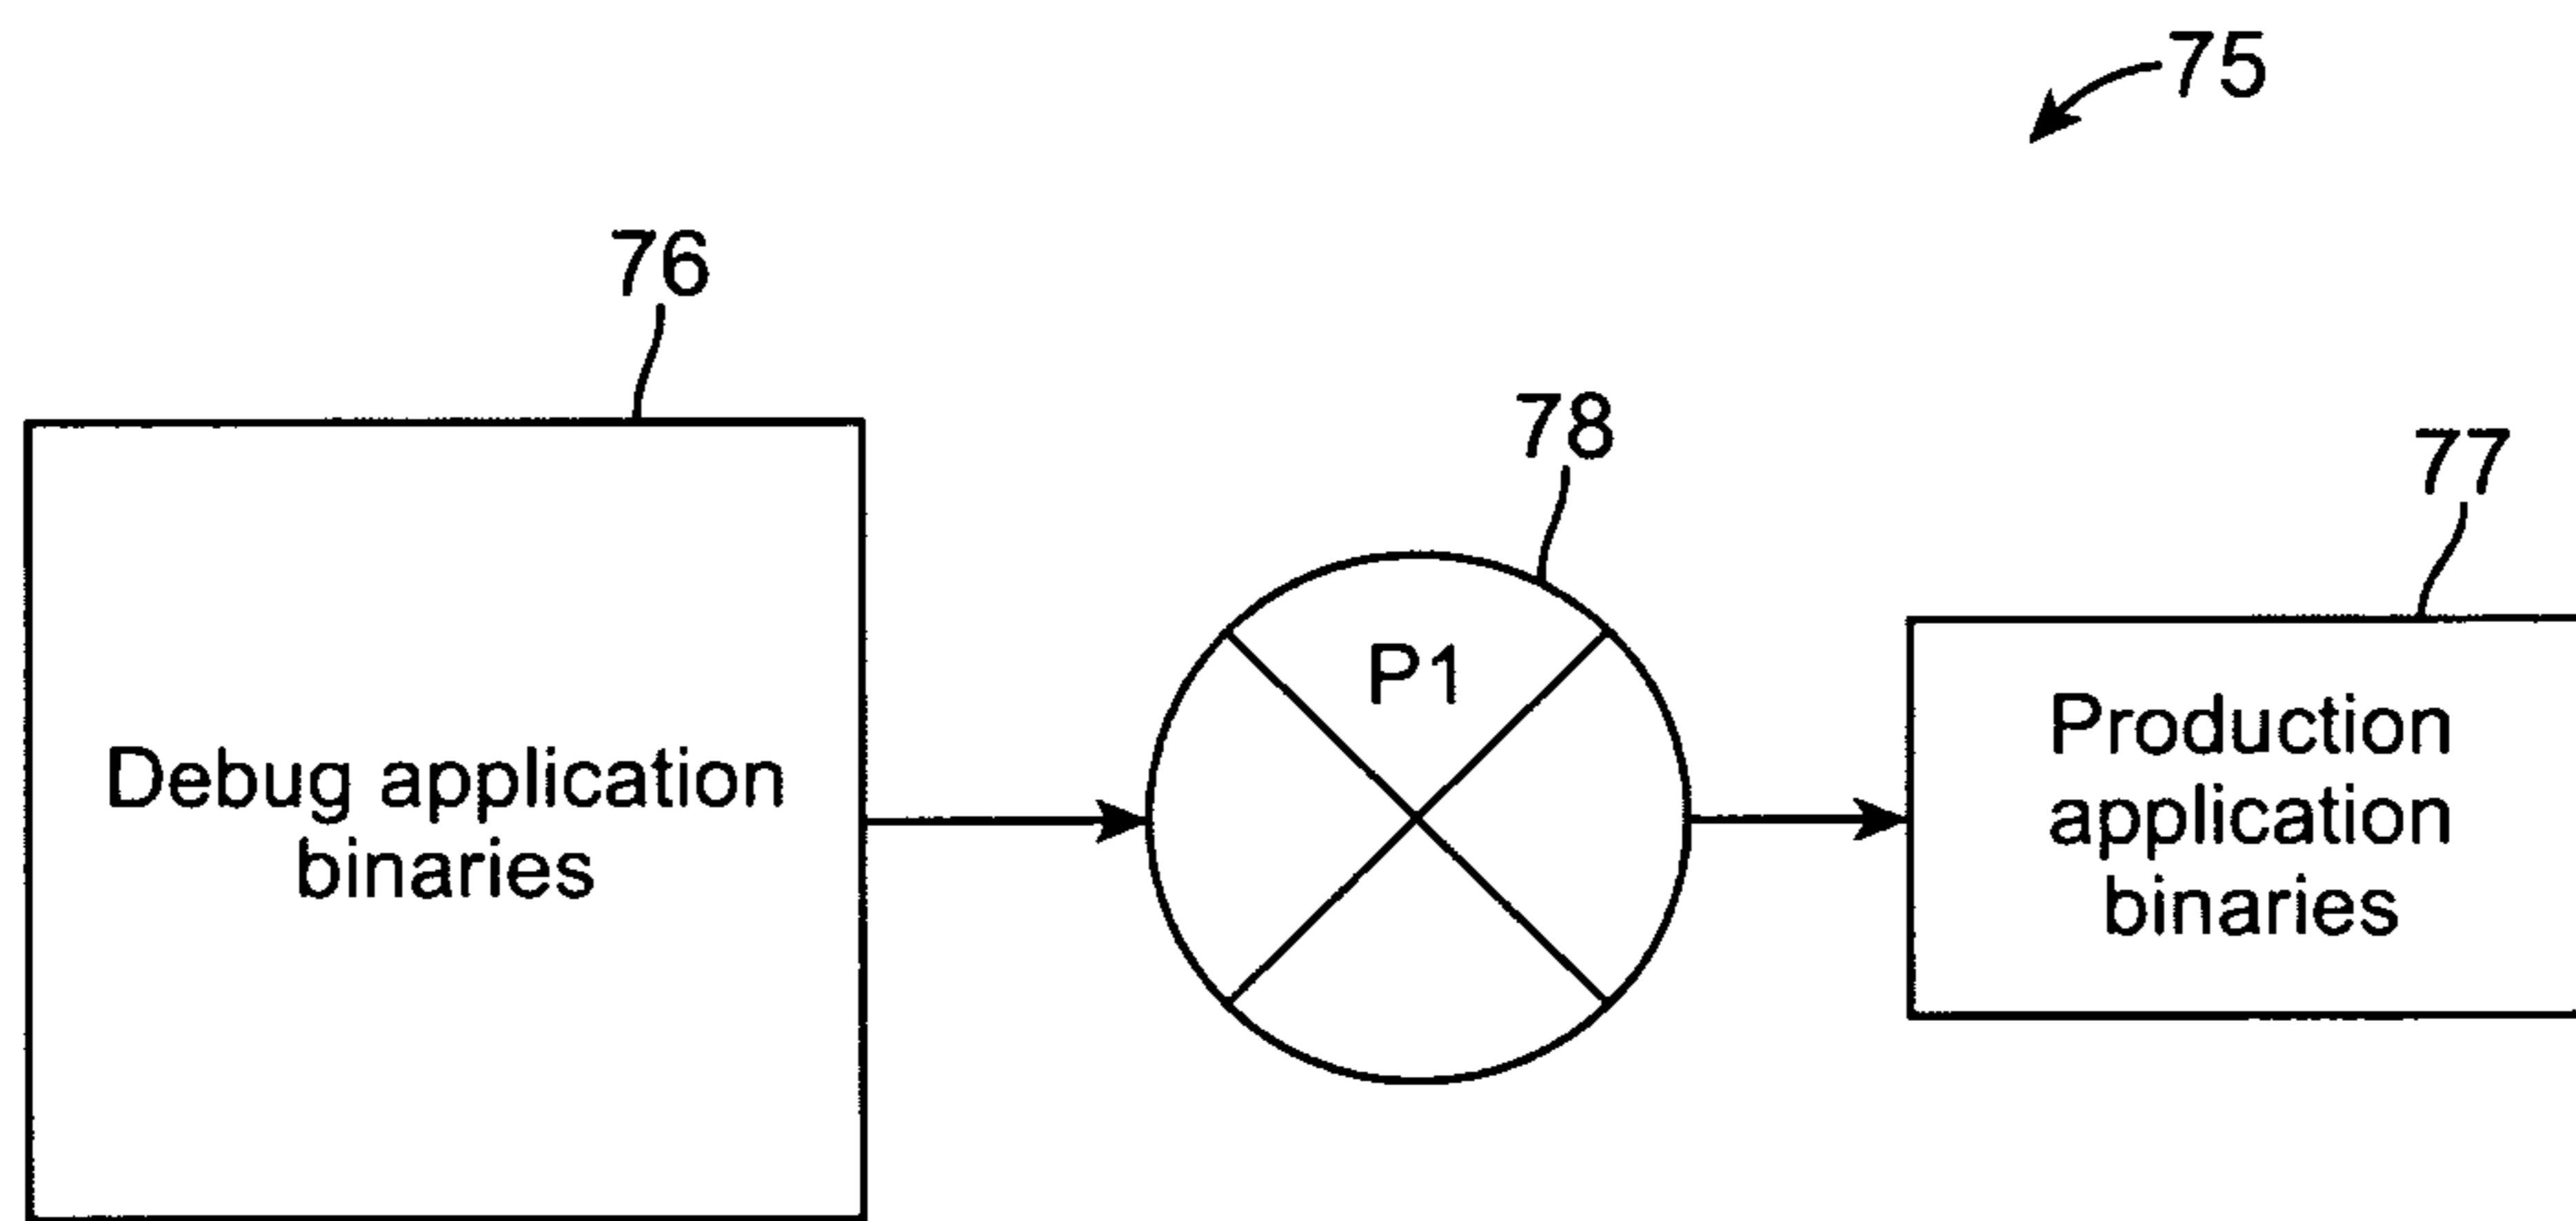 75
76
78
77
P1
Debug application
binaries
Production
application
binaries